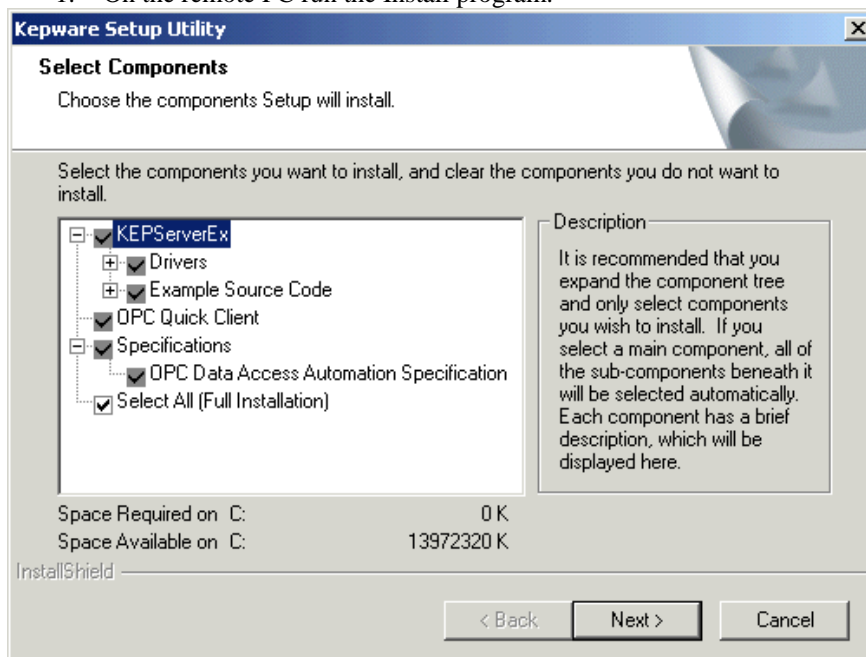 1. On the remote PC run the Install program.
Kepware Setup Utility
Select Components
Choose the components Setup will install.
Select the components you want to install, and clear the components you do not want to
install.
KEPServerEx
Drivers
Example Source Code
OPC Quick Client
Specifications
OPC Data Access Automation Specification
Select All (Full Installation)
Description
It is recommended that you
expand the component tree
and only select components
you wish to install. If you
select a main component, all of
the sub-components beneath it
will be selected automatically.
Each component has a brief
description, which will be
displayed here.
Space Required on C: 0 K
Space Available on C: 13972320 K
InstallShield
< Back
Next >
Cancel